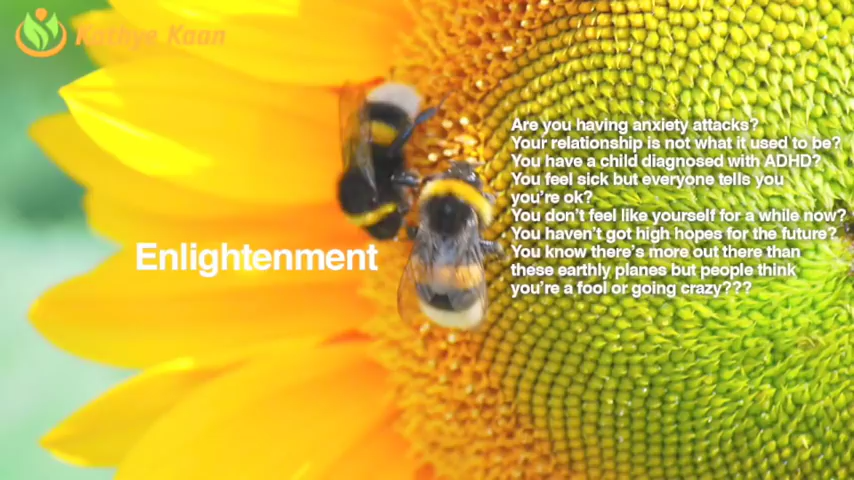 Kathye Kaan
Enlightenment
Are you having anxiety attacks?
Your relationship is not what it used to be?
You have a child diagnosed with ADHD?
You feel sick but everyone tells you
you're ok?
You don't feel like yourself for a while now?
You haven't got high hopes for the future?
You know there's more out there than
these earthly planes but people think
you're a fool or going crazy???